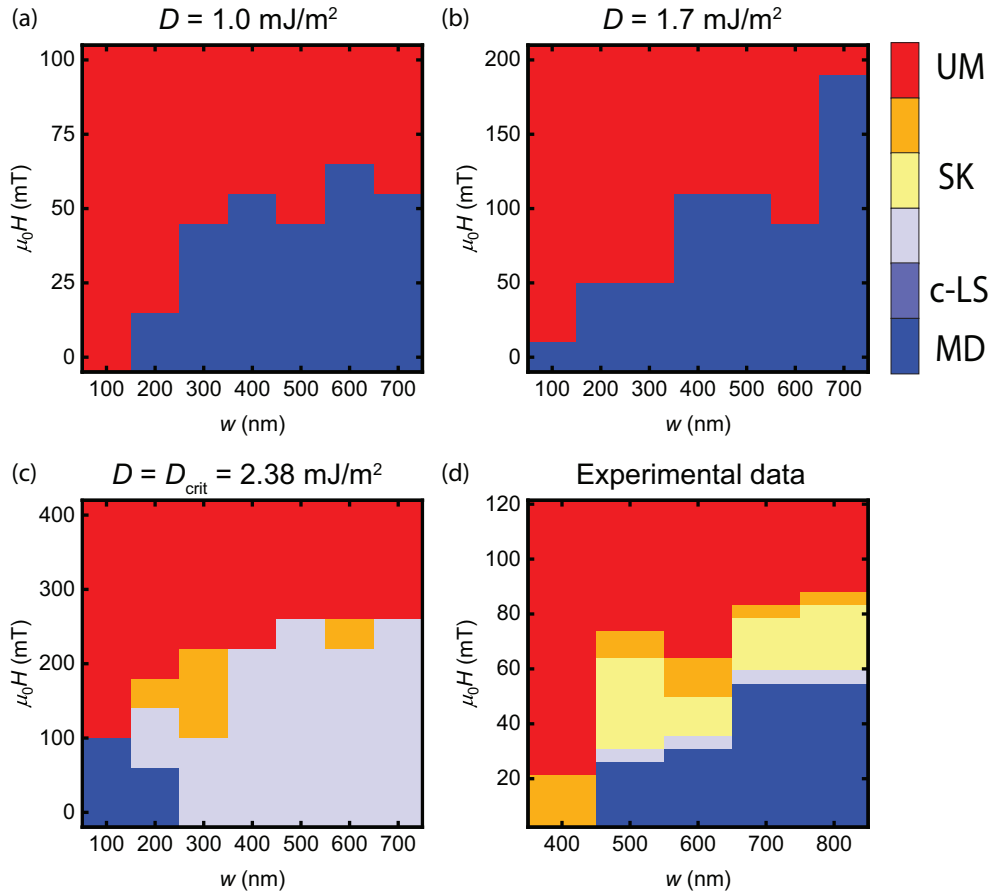 (a) D = 1.0 mJ/m²
100
75
50
25
0
μ₀H (mT)
100 200 300 400 500 600 700
w (nm)
(b) D = 1.7 mJ/m²
200
150
100
50
0
μ₀H (mT)
100 200 300 400 500 600 700
w (nm)
UM
SK
c-LS
MD
(c) D = Dcrit = 2.38 mJ/m²
400
300
200
100
0
μ₀H (mT)
100 200 300 400 500 600 700
w (nm)
(d) Experimental data
120
100
80
60
40
20
μ₀H (mT)
400 500 600 700 800
w (nm)